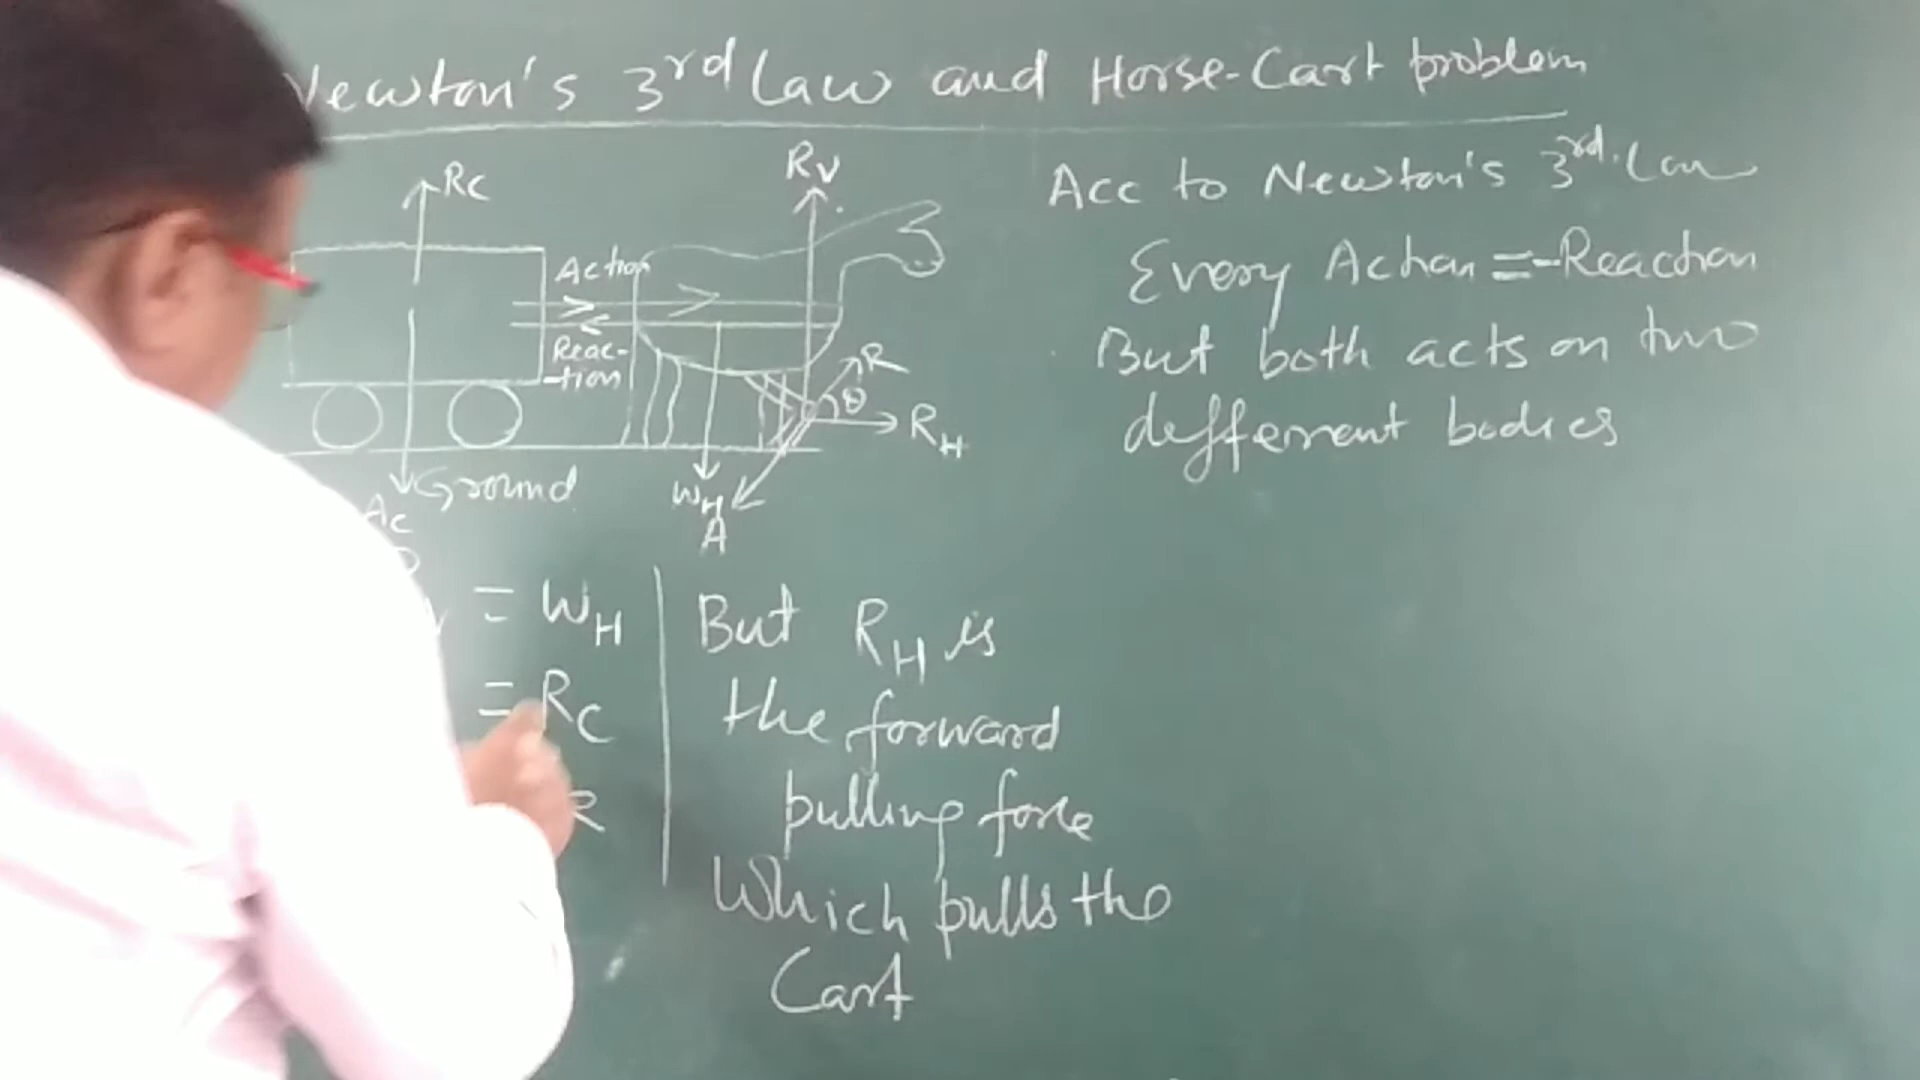 Newton's 3rd Law and Horse-Cart problem
RC
RV
Action
Reac-
-tion
R
θ
RH
Ground
WH
AC
A
= WH
= RC
R
But RH is
the forward
pulling force
Which pulls the
Cart
Acc to Newton's 3rd. Law
Every Action = -Reaction
But both acts on two
defferent bodies